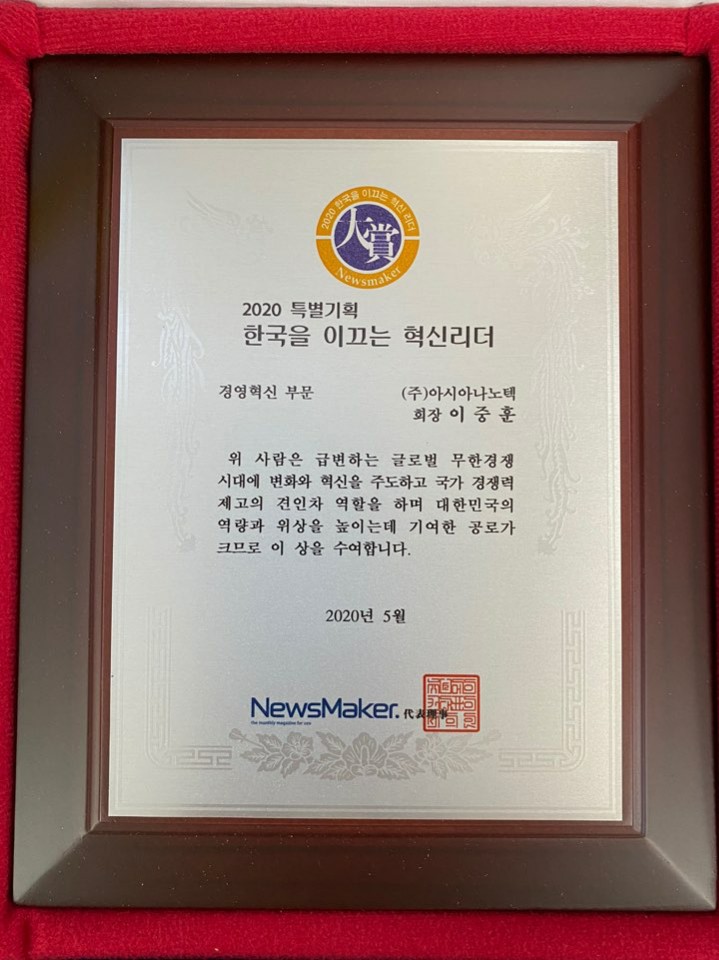 2020 한국을 이끄는 혁신 리더
大賞
Newsmaker
2020 특별기획
한국을 이끄는 혁신리더
경영혁신 부문
(주)아시아나노텍
회장 이중훈
위 사람은 급변하는 글로벌 무한경쟁
시대에 변화와 혁신을 주도하고 국가 경쟁력
제고의 견인차 역할을 하며 대한민국의
역량과 위상을 높이는데 기여한 공로가
크므로 이 상을 수여합니다.
2020년 5월
NewsMaker. 代表理事
The monthly magazine for ceo